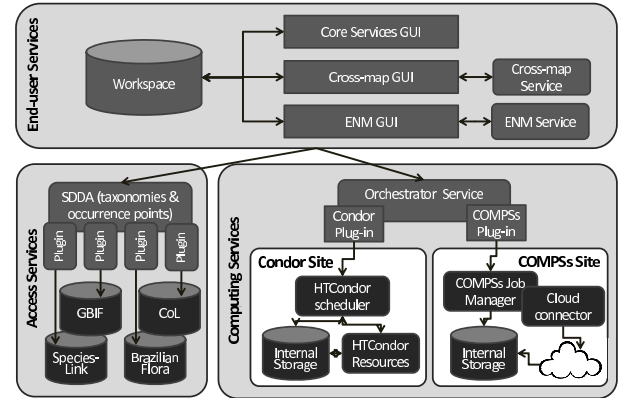 End-user Services
Workspace
Core Services GUI
Cross-map GUI
ENM GUI
Cross-map
Service
ENM Service
Access Services
SDDA (taxonomies &
occurrence points)
Plugin
Plugin
Plugin
Plugin
GBIF
CoL
Species-
Link
Brazilian
Flora
Computing Services
Orchestrator Service
Condor
Plug-in
COMPSs
Plug-in
Condor Site
HTCondor
scheduler
Internal
Storage
HTCondor
Resources
COMPSs Site
COMPSs Job
Manager
Cloud
connector
Internal
Storage